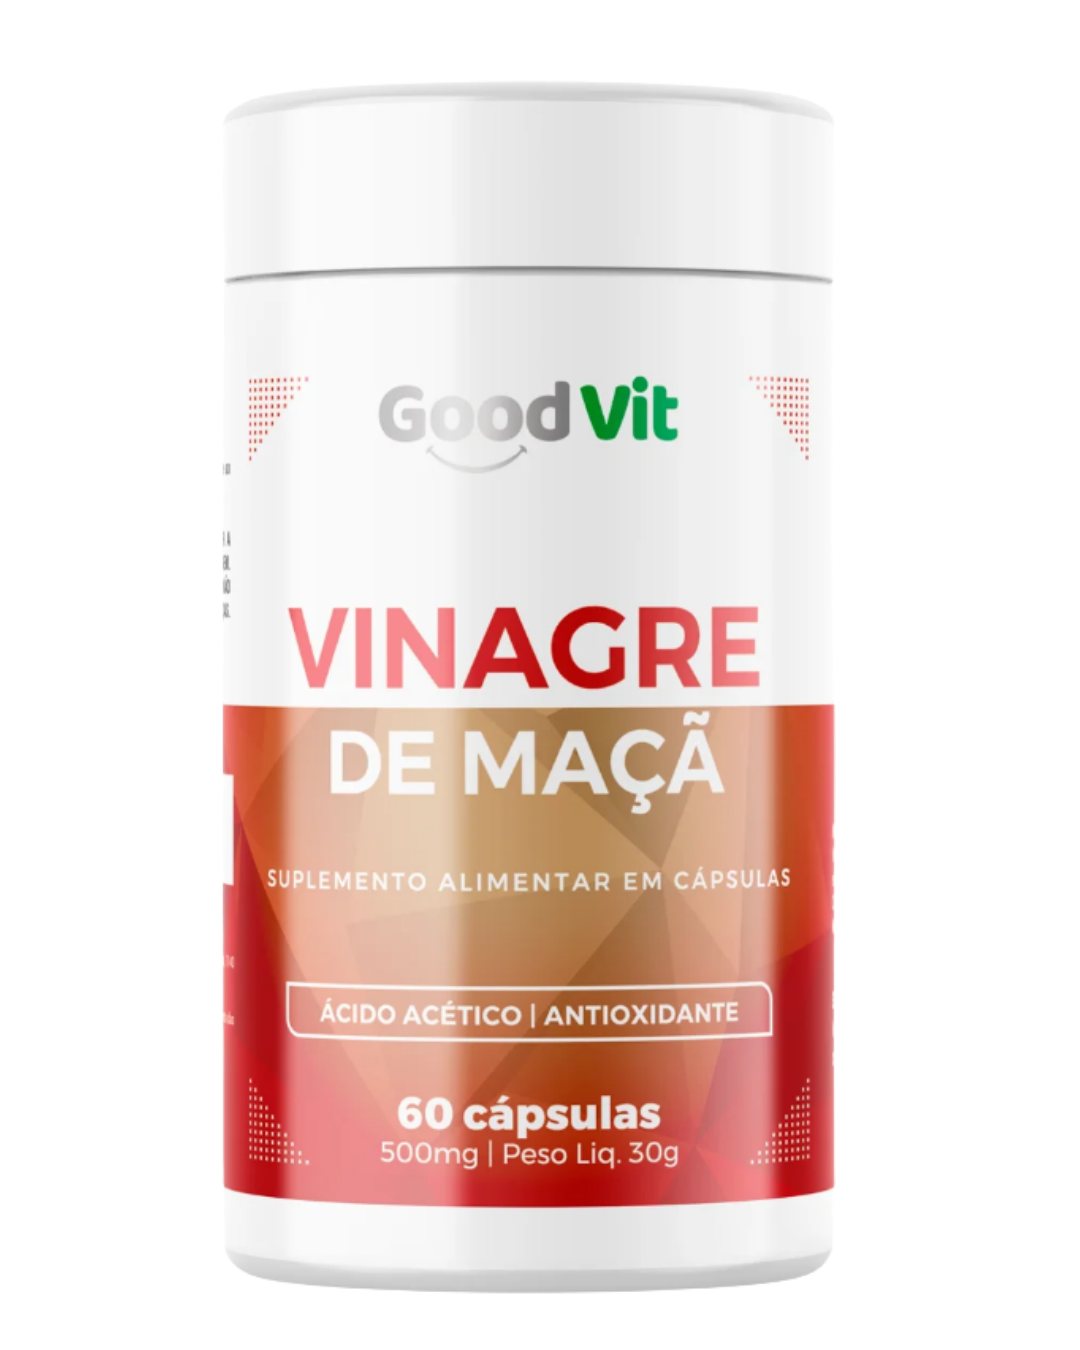 Good Vit
VINAGRE
DE MAÇÃ
SUPLEMENTO ALIMENTAR EM CÁPSULAS
ÁCIDO ACÉTICO | ANTIOXIDANTE
60 cápsulas
500mg | Peso Liq. 30g